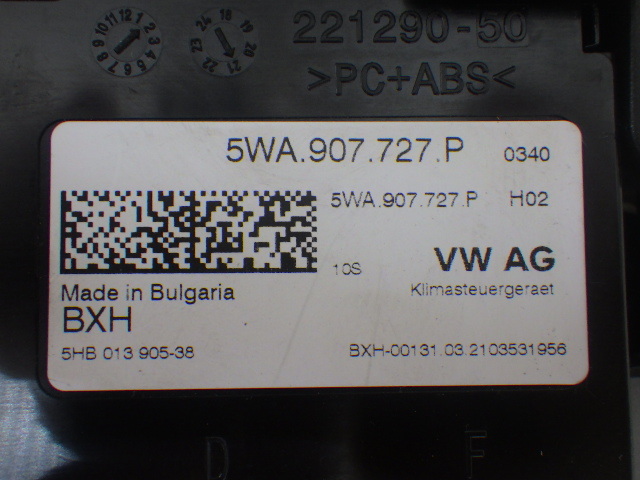 221290-50
>PC+ABS<
5WA.907.727.P 0340
5WA.907.727.P H02
10S VW AG
Klimasteuergeraet
Made in Bulgaria
BXH
5HB 013 905-38 BXH-00131.03.2103531956
D F